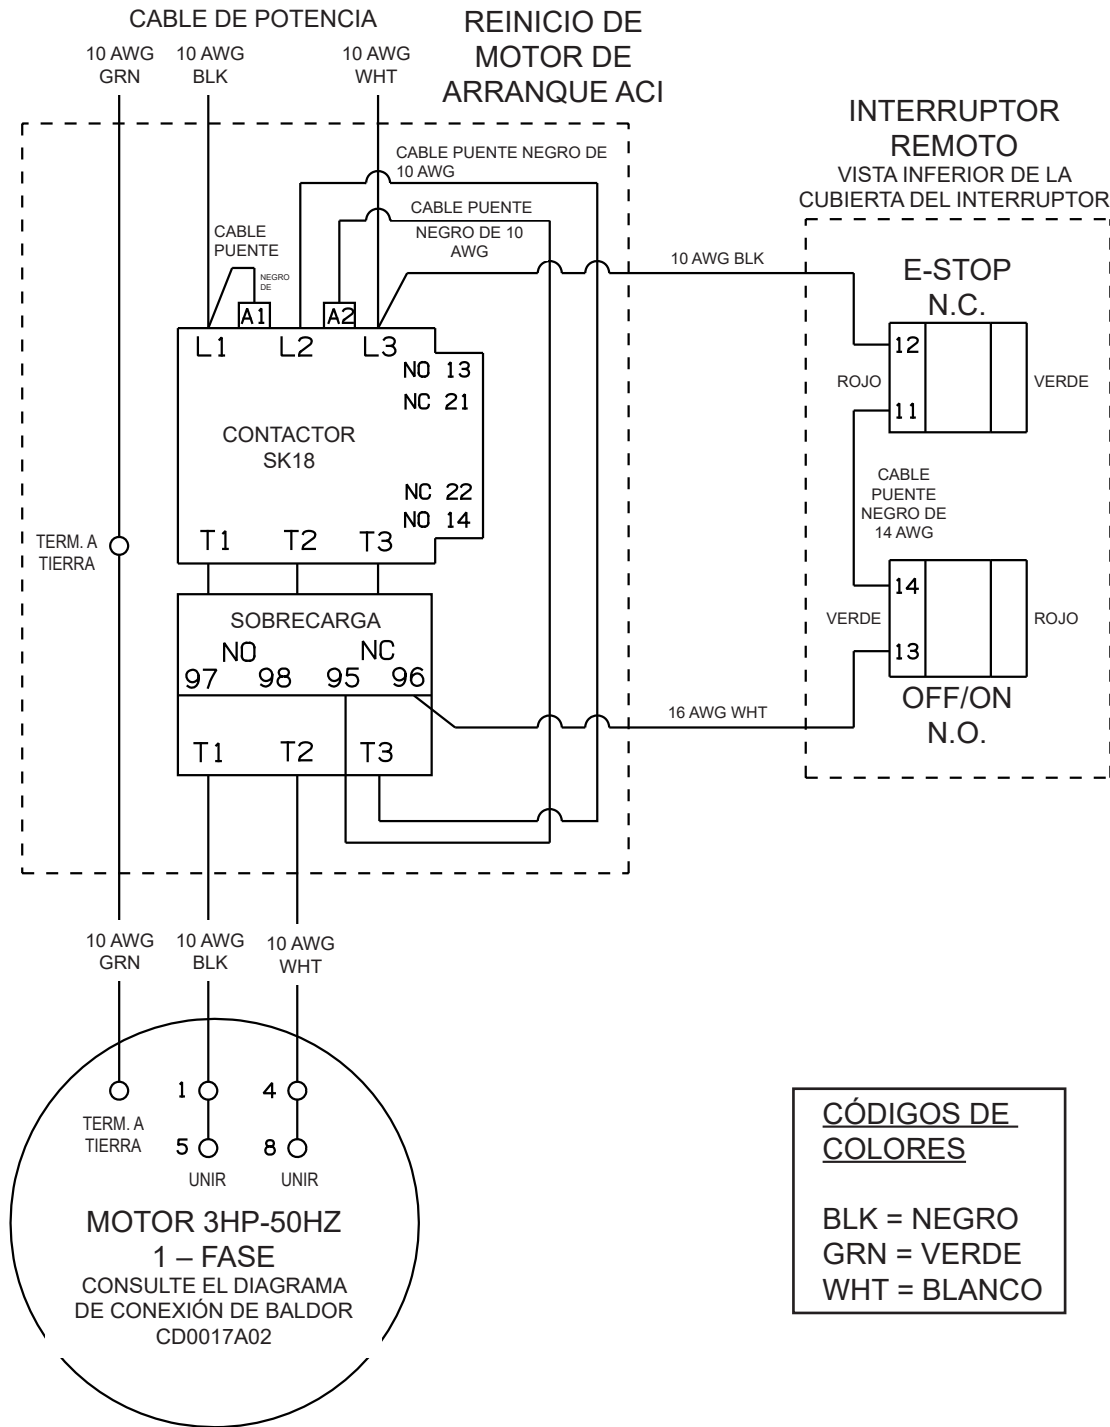 CABLE DE POTENCIA
10 AWG
GRN
10 AWG
BLK
10 AWG
WHT
REINICIO DE
MOTOR DE
ARRANQUE ACI
INTERRUPTOR
REMOTO
VISTA INFERIOR DE LA
CUBIERTA DEL INTERRUPTOR
CABLE PUENTE NEGRO DE
10 AWG
CABLE PUENTE
NEGRO DE 10
AWG
CABLE
PUENTE
NEGRO
DE
10 AWG BLK
A1
A2
L1
L2
L3
NO 13
NC 21
CONTACTOR
SK18
NC 22
NO 14
T1
T2
T3
E-STOP
N.C.
12
ROJO
VERDE
11
CABLE
PUENTE
NEGRO DE
14 AWG
14
VERDE
ROJO
13
OFF/ON
N.O.
TERM. A
TIERRA
SOBRECARGA
NO
NC
97
98
95
96
16 AWG WHT
T1
T2
T3
10 AWG
GRN
10 AWG
BLK
10 AWG
WHT
1
4
TERM. A
TIERRA
5
8
UNIR
UNIR
MOTOR 3HP-50HZ
1 – FASE
CONSULTE EL DIAGRAMA
DE CONEXIÓN DE BALDOR
CD0017A02
CÓDIGOS DE
COLORES
BLK = NEGRO
GRN = VERDE
WHT = BLANCO